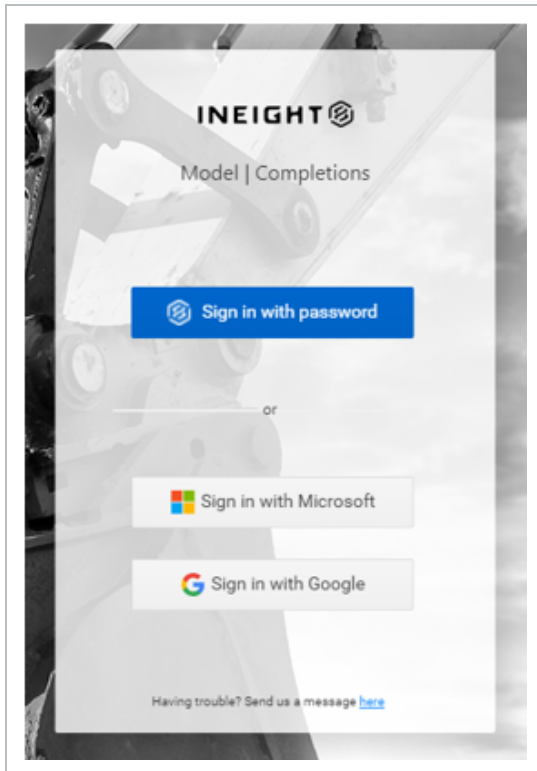 INEIGHT
Model | Completions
Sign in with password
or
Sign in with Microsoft
Sign in with Google
Having trouble? Send us a message here